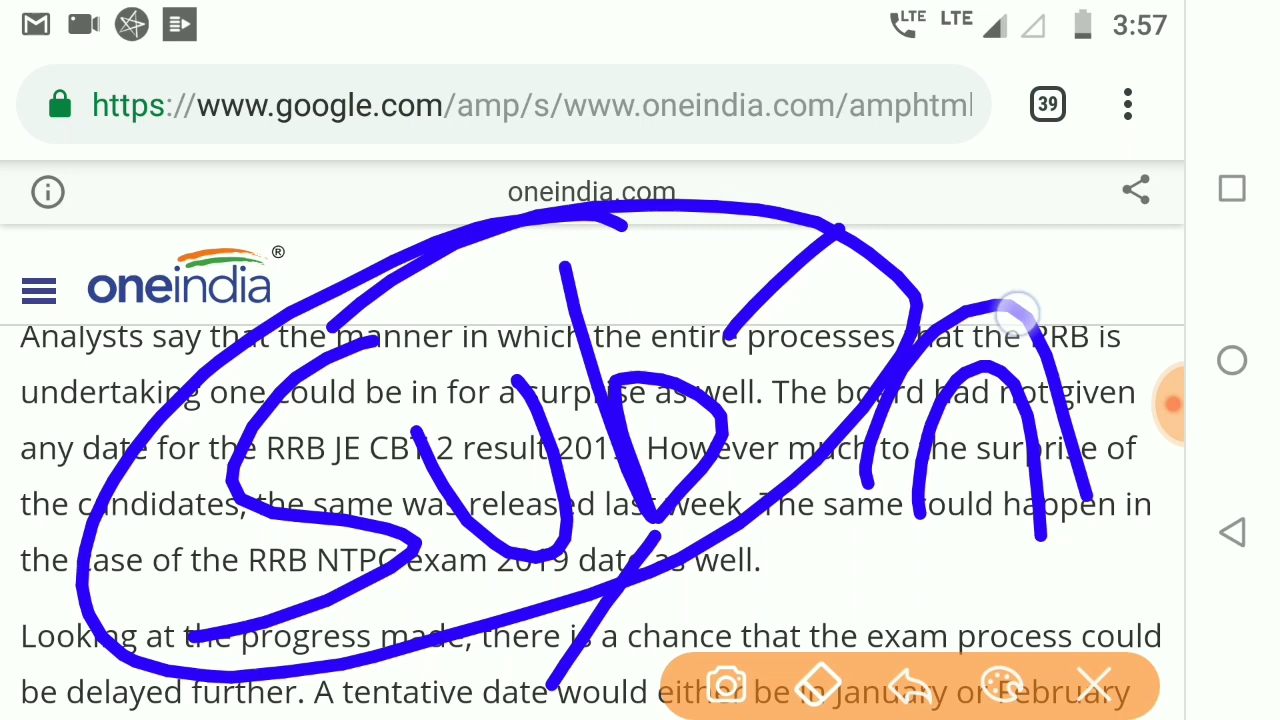 LTE LTE 3:57
https://www.google.com/amp/s/www.oneindia.com/amphtml 39
oneindia.com
oneindia®
Analysts say that the manner in which the entire processes that the RRB is
undertaking one could be in for a surprise as well. The board had not given
any date for the RRB JE CBT 2 result 2019. However much to the surprise of
the candidates, the same was released last week. The same could happen in
the case of the RRB NTPC exam 2019 date as well.
Looking at the progress made, there is a chance that the exam process could
be delayed further. A tentative date would either be in January or February